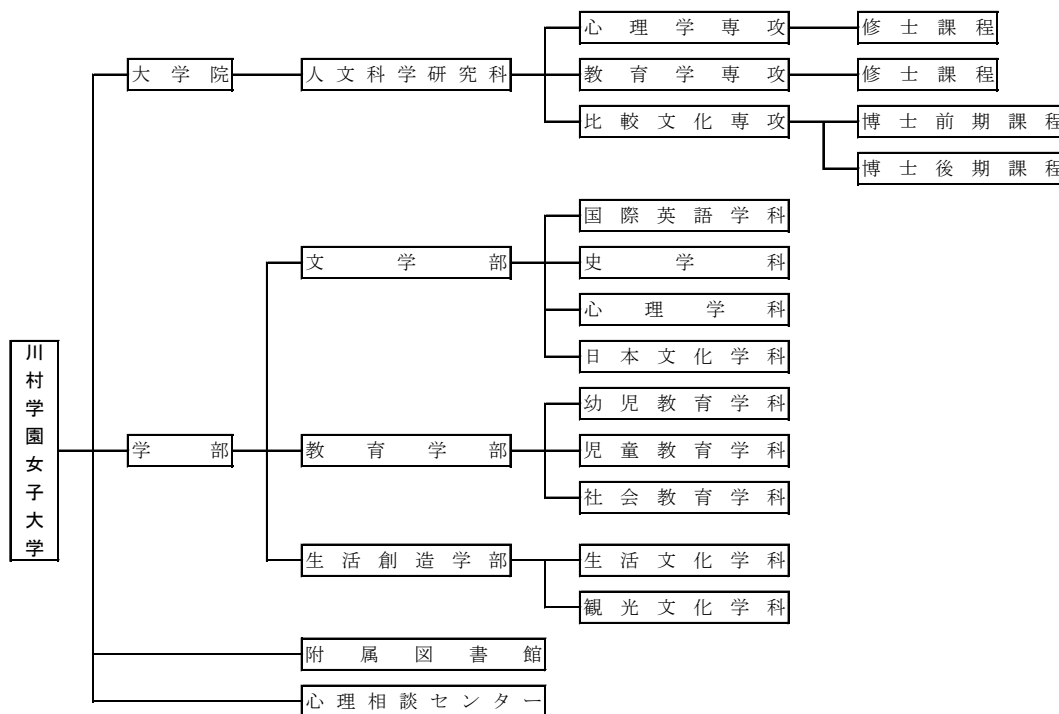 心理学専攻 修士課程
大学院 人文科学研究科 教育学専攻 修士課程
比較文化専攻 博士前期課程
博士後期課程
国際英語学科
文学部 史学科
心理学科
日本文化学科
川村学園女子大学
幼児教育学科
学部 教育学部 児童教育学科
社会教育学科
生活創造学部 生活文化学科
観光文化学科
附属図書館
心理相談センター